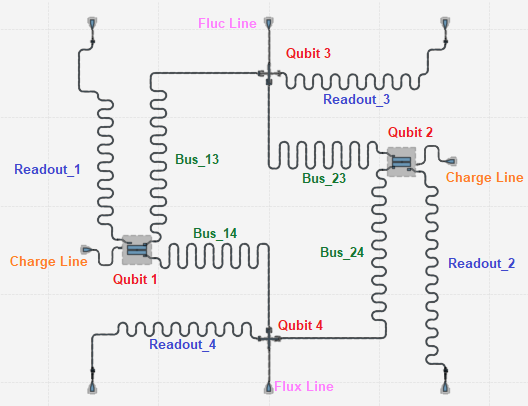 Fluc Line
Qubit 3
Readout_3
Qubit 2
Bus_13
Readout_1
Bus_23
Charge Line
Bus_14
Bus_24
Charge Line
Readout_2
Qubit 1
Qubit 4
Readout_4
Flux Line